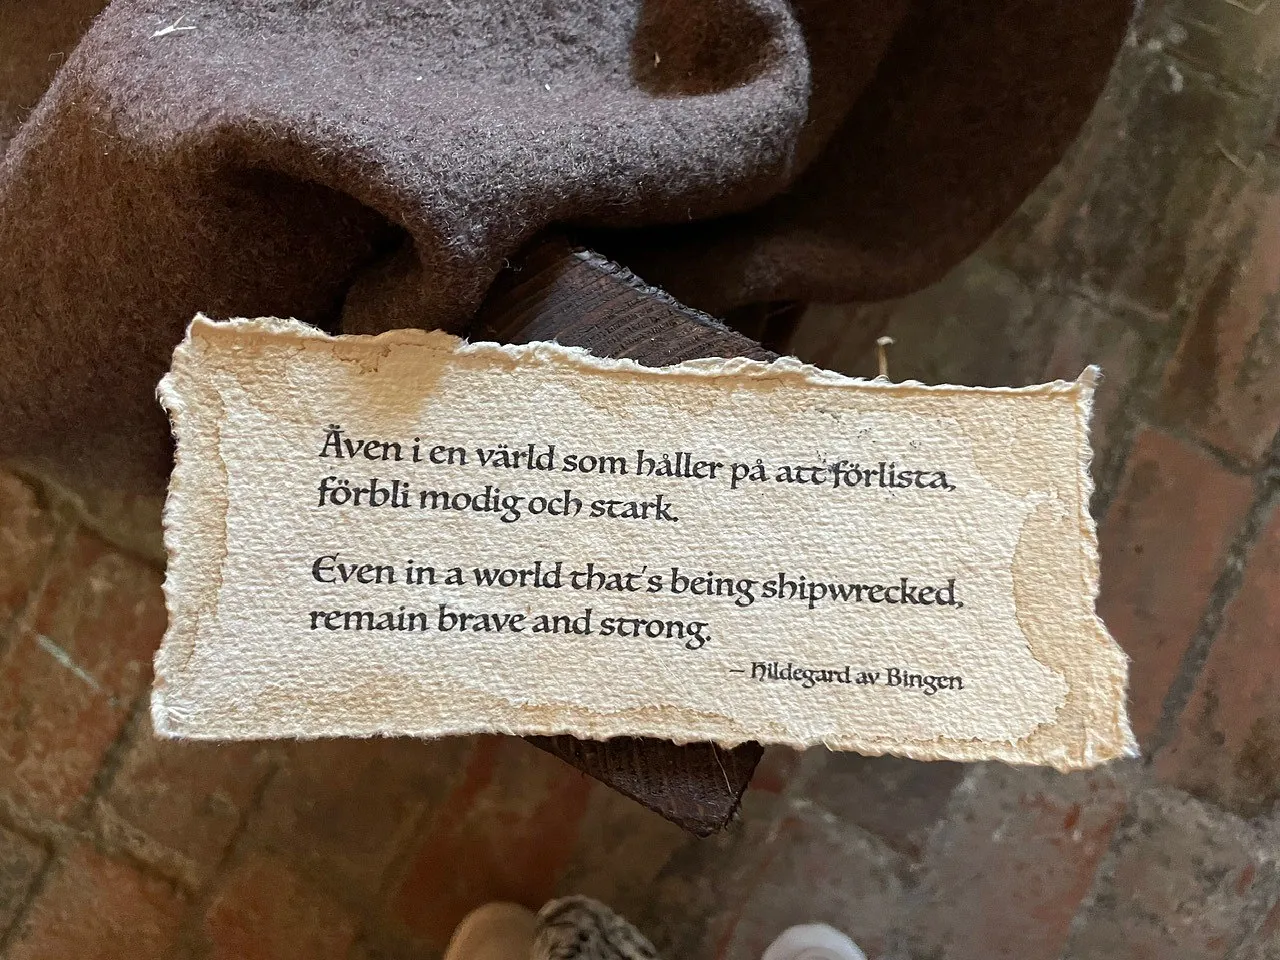 Även i en värld som håller på att förlista,
förbli modig och stark.
Even in a world that's being shipwrecked,
remain brave and strong.
– Hildegard av Bingen